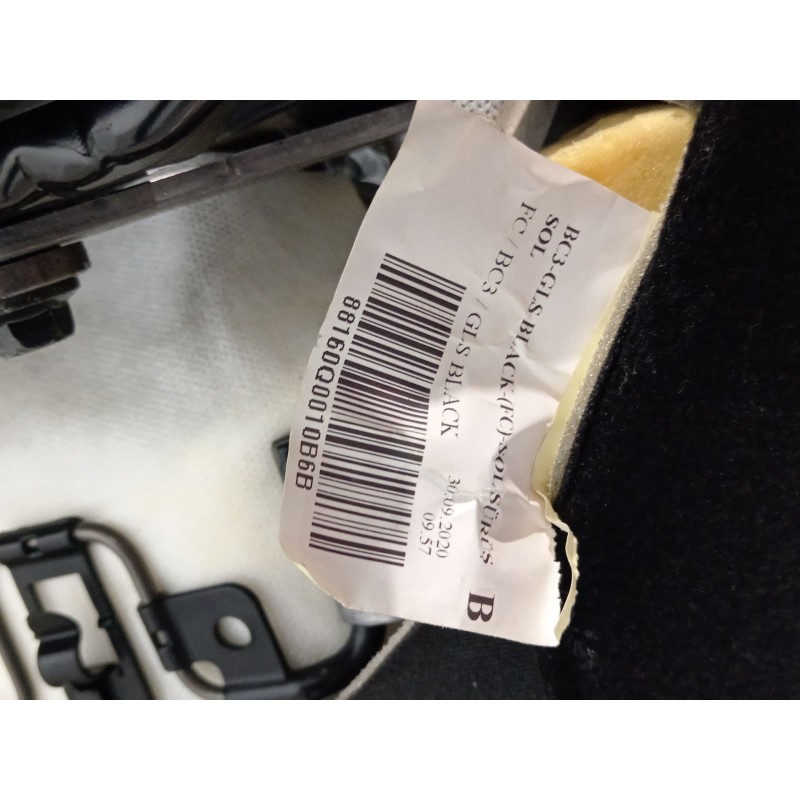 BC3-GLS BLACK-(FC)-SOL-SÜRÜŞ
SOL
FC / BC3 / GLS BLACK
30.09.2020
09.57
B
88160Q0010B6B